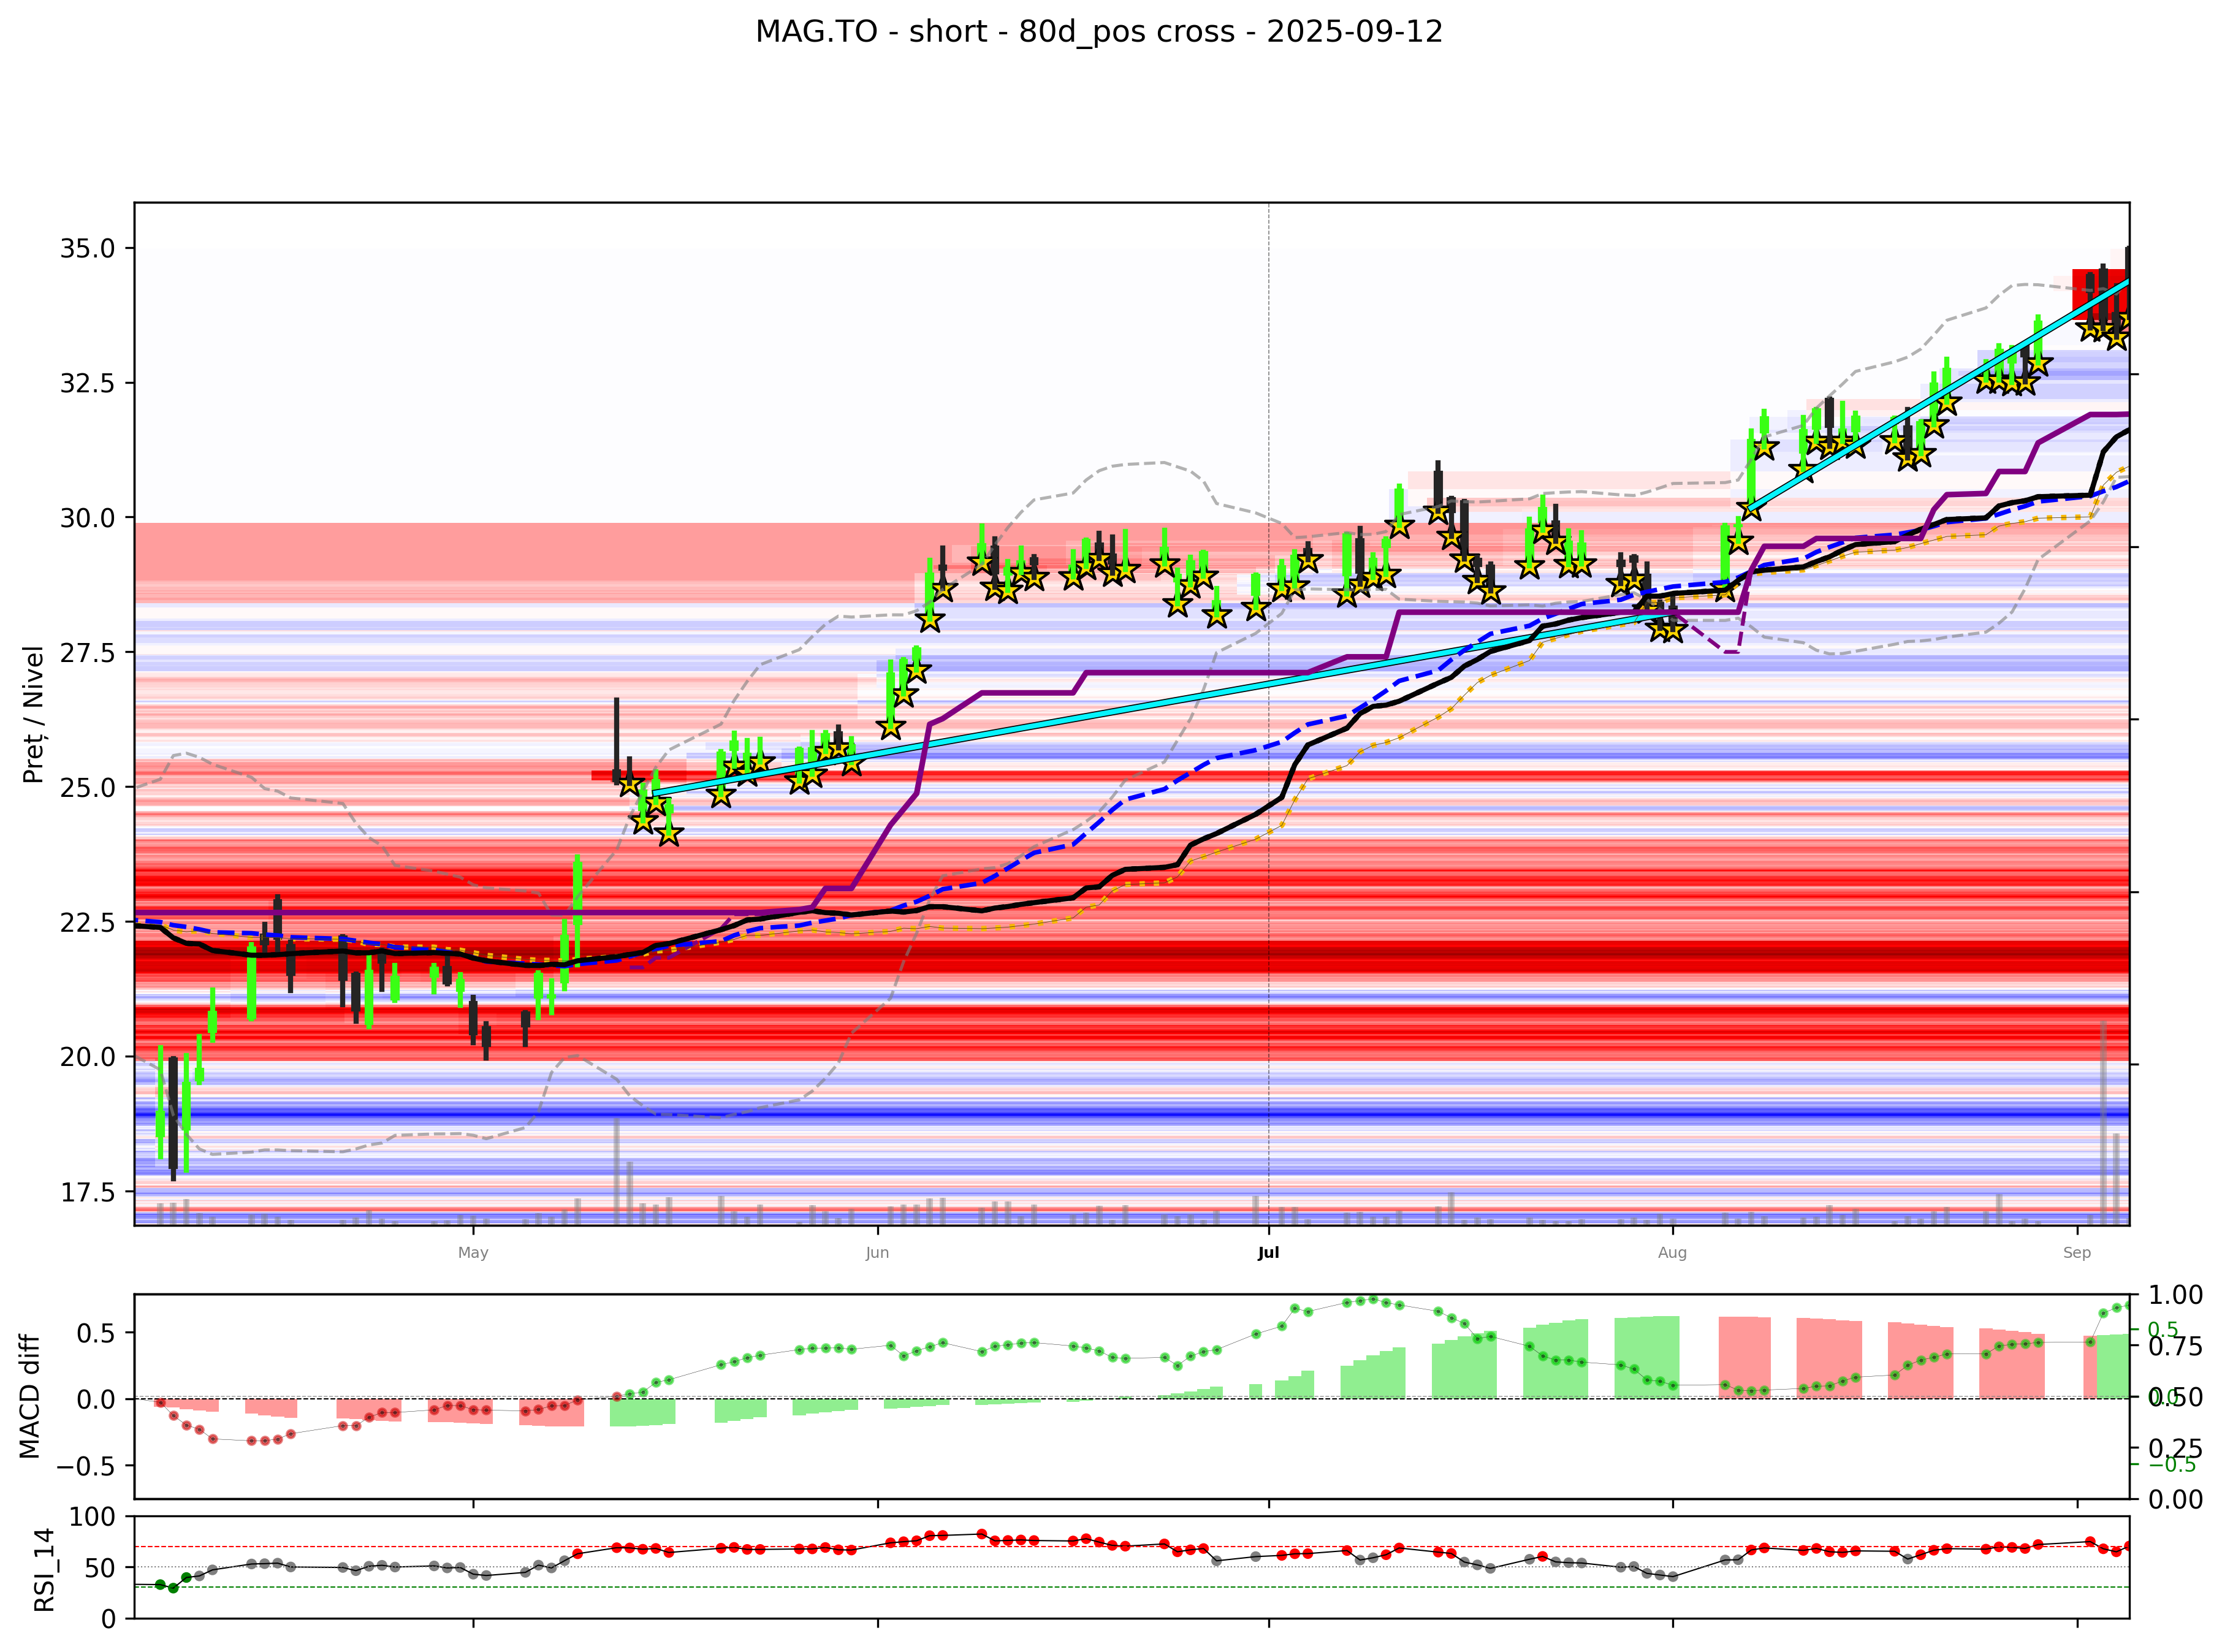 MAG.TO - short - 80d_pos cross - 2025-09-12
Preț / Nivel
35.0
32.5
30.0
27.5
25.0
22.5
20.0
17.5
May
Jun
Jul
Aug
Sep
MACD diff
0.5
0.0
−0.5
1.00
0.5
0.75
0.0
0.50
0.25
−0.5
0.00
RSI_14
100
50
0